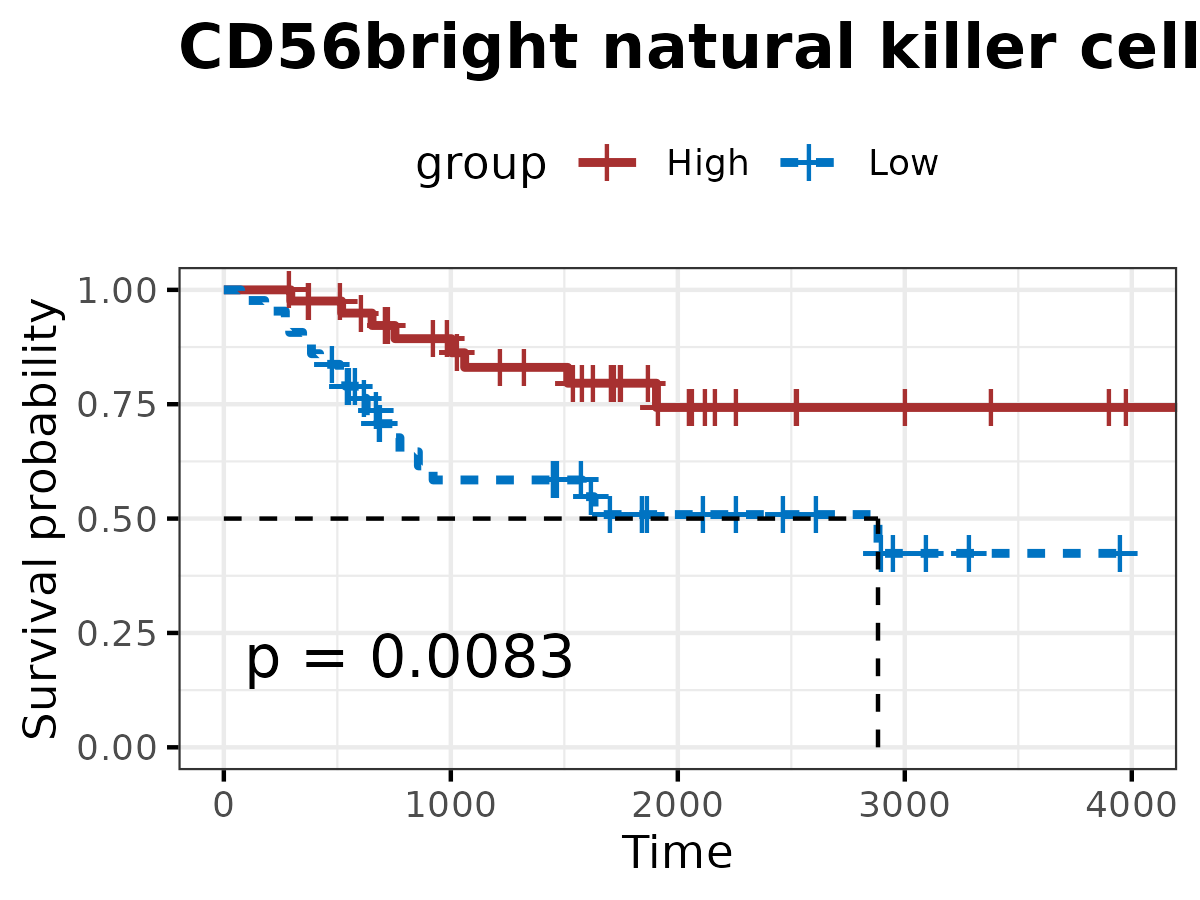 CD56bright natural killer cell
group High Low
1.00
0.75
0.50
0.25
0.00
Survival probability
p = 0.0083
0 1000 2000 3000 4000
Time